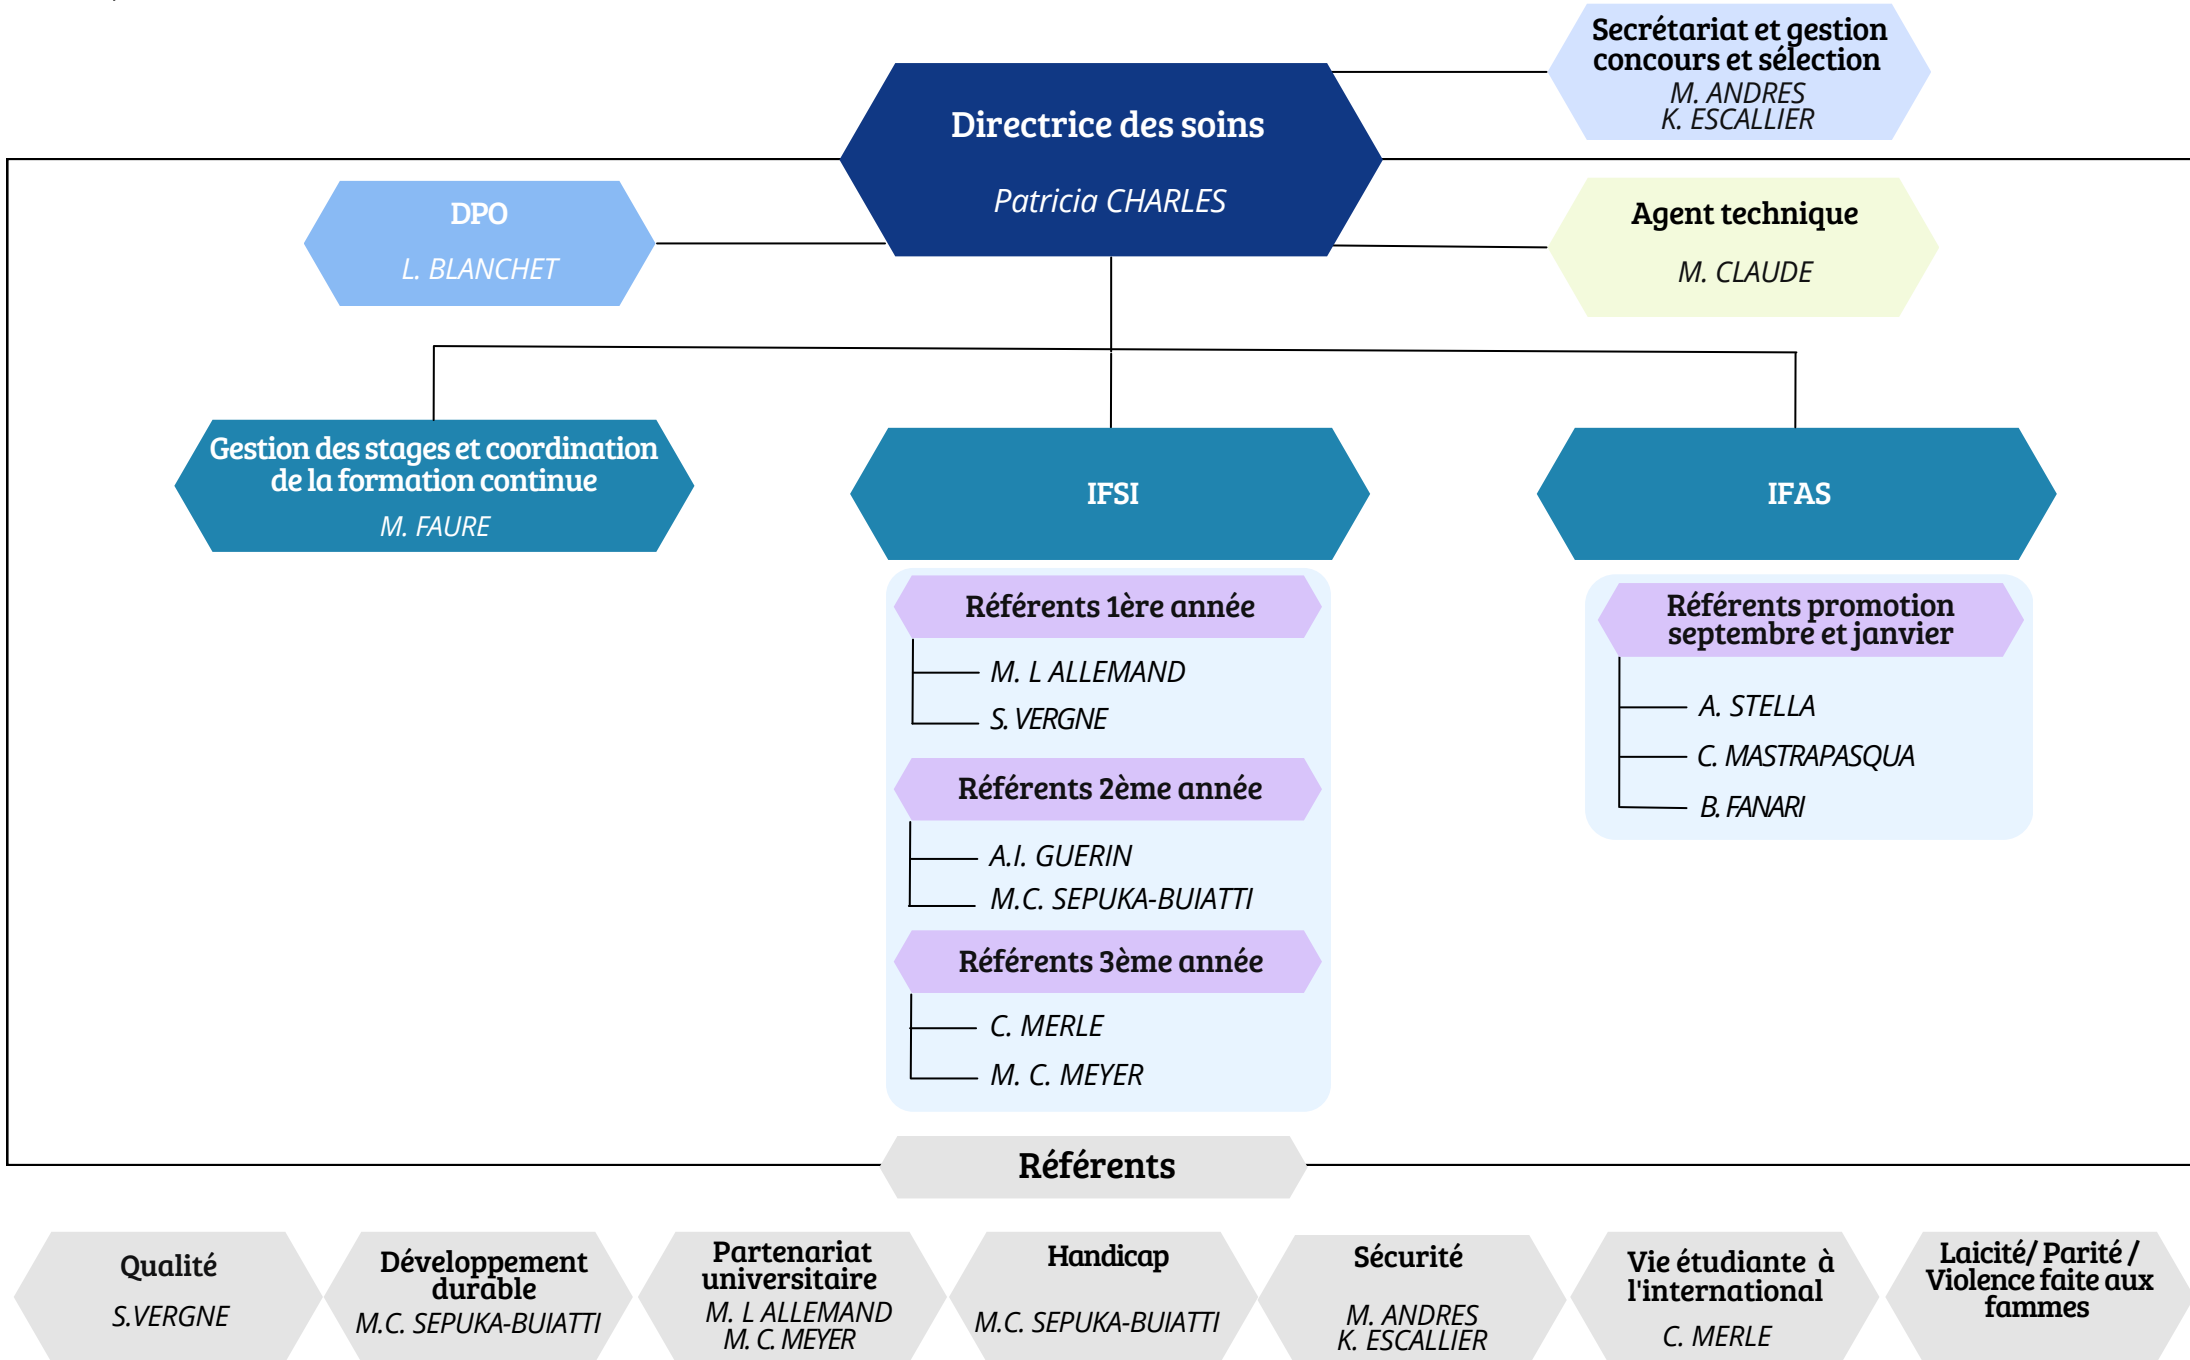 Secrétariat et gestion
concours et sélection
M. ANDRES
K. ESCALLIER
Directrice des soins
Patricia CHARLES
DPO
L. BLANCHET
Agent technique
M. CLAUDE
Gestion des stages et coordination
de la formation continue
M. FAURE
IFSI
IFAS
Référents 1ère année
M. L ALLEMAND
S. VERGNE
Référents 2ème année
A.I. GUERIN
M.C. SEPUKA-BUIATTI
Référents 3ème année
C. MERLE
M. C. MEYER
Référents promotion
septembre et janvier
A. STELLA
C. MASTRAPASQUA
B. FANARI
Référents
Qualité
S.VERGNE
Développement
durable
M.C. SEPUKA-BUIATTI
Partenariat
universitaire
M. L ALLEMAND
M. C. MEYER
Handicap
M.C. SEPUKA-BUIATTI
Sécurité
M. ANDRES
K. ESCALLIER
Vie étudiante à
l'international
C. MERLE
Laicité/ Parité /
Violence faite aux
fammes